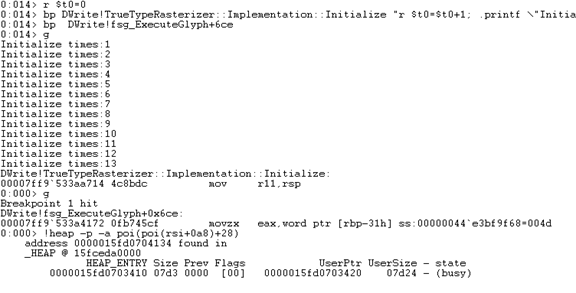 0:014> r $t0=0
0:014> bp DWrite!TrueTypeRasterizer::Implementation::Initialize "r $t0=$t0+1; .printf \"Initia
0:014> bp  DWrite!fsg_ExecuteGlyph+6ce
0:014> g
Initialize times:1
Initialize times:2
Initialize times:3
Initialize times:4
Initialize times:5
Initialize times:6
Initialize times:7
Initialize times:8
Initialize times:9
Initialize times:10
Initialize times:11
Initialize times:12
Initialize times:13
DWrite!TrueTypeRasterizer::Implementation::Initialize:
00007ff9`533aa714 4c8bdc          mov     r11,rsp
0:000> g
Breakpoint 1 hit
DWrite!fsg_ExecuteGlyph+0x6ce:
00007ff9`533a4172 0fb745cf        movzx   eax,word ptr [rbp-31h] ss:00000044`e3bf9f68=004d
0:000> !heap -p -a poi(poi(rsi+0a8)+28)
    address 0000015fd0704134 found in
    _HEAP @ 15fceda0000
              HEAP_ENTRY Size Prev Flags            UserPtr UserSize - state
        0000015fd0703410 07d3 0000  [00]   0000015fd0703420    07d24 - (busy)